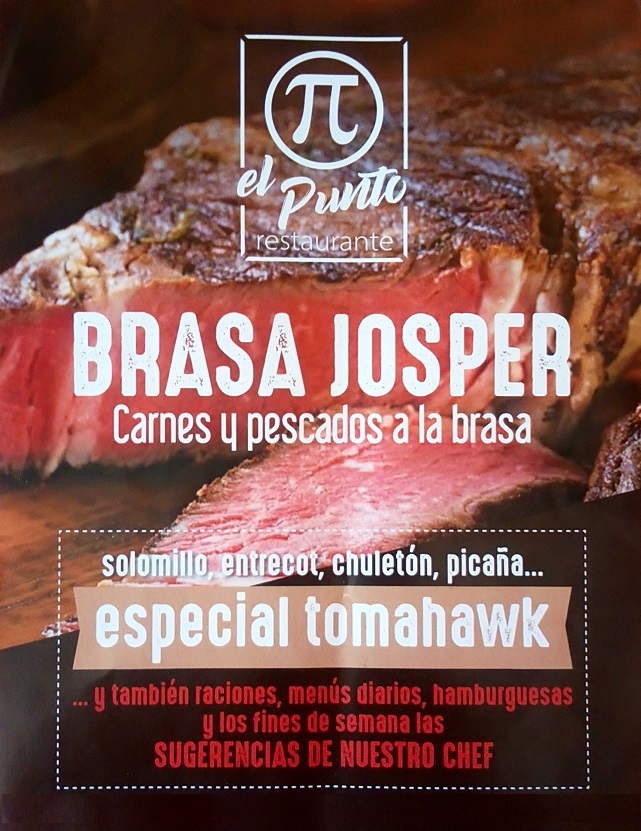 π
el Punto
restaurante
BRASA JOSPER
Carnes y pescados a la brasa
solomillo, entrecot, chuletón, picaña...
especial tomahawk
... y también raciones, menús diarios, hamburguesas
y los fines de semana las
SUGERENCIAS DE NUESTRO CHEF